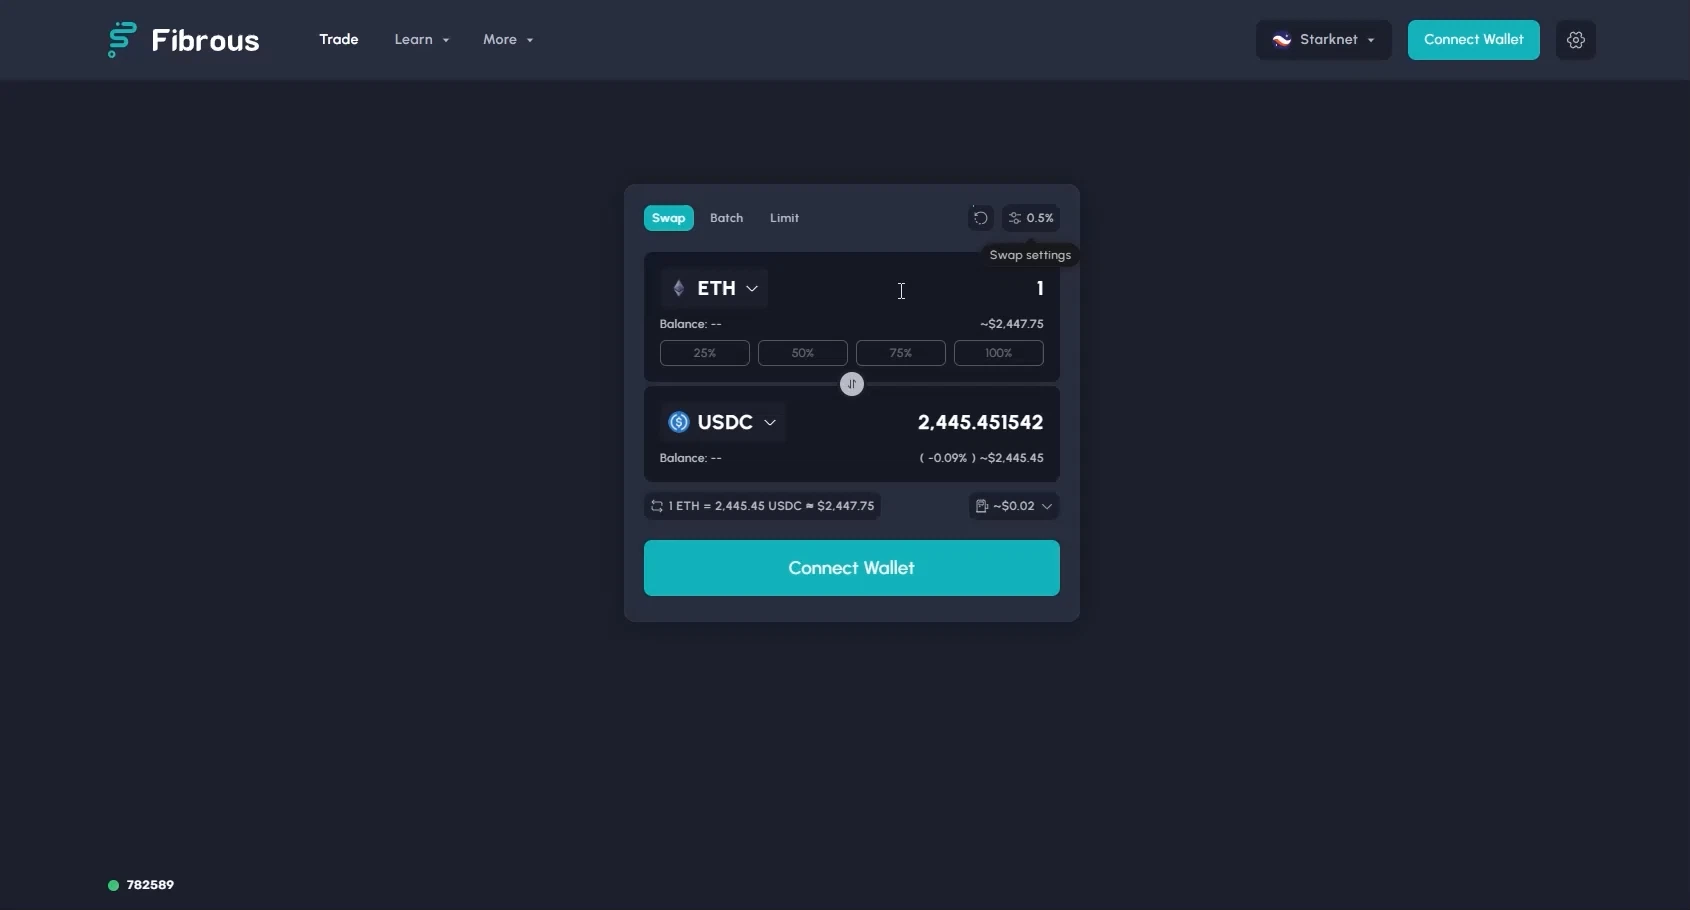 Fibrous
Trade
Learn
More
Starknet
Connect Wallet
Swap
Batch
Limit
0.5%
Swap settings
ETH
1
Balance: --
~$2,447.75
25%
50%
75%
100%
USDC
2,445.451542
Balance: --
( -0.09% ) ~$2,445.45
1 ETH = 2,445.45 USDC ≈ $2,447.75
~$0.02
Connect Wallet
782589